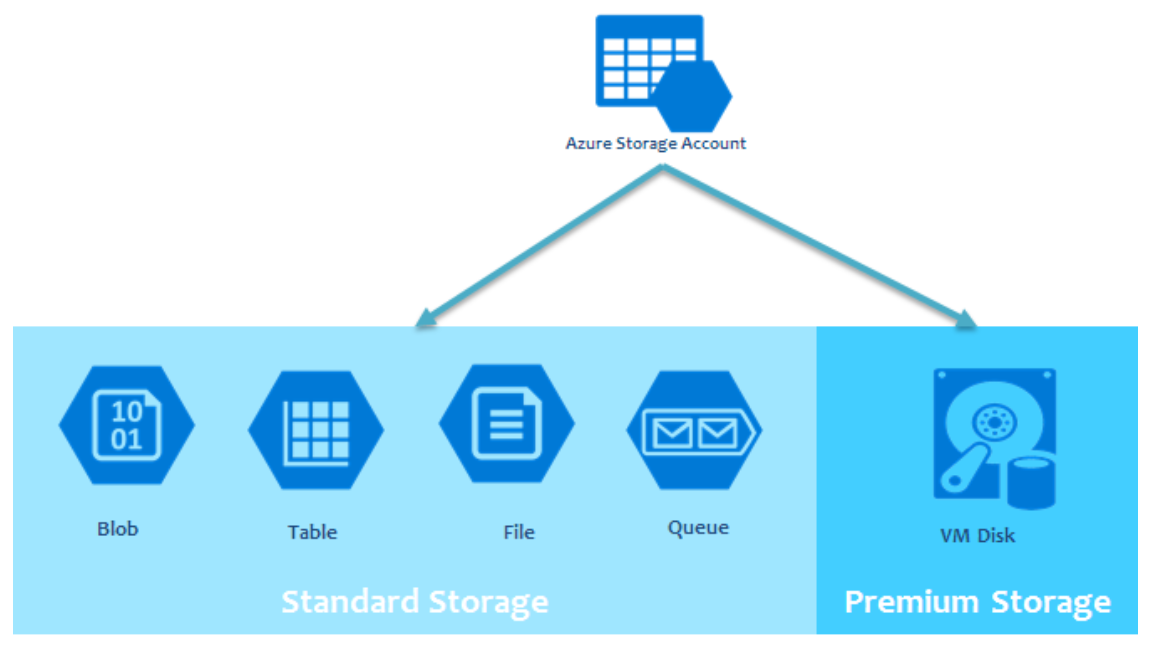 Azure Storage Account
10
01
Blob
Table
File
Queue
VM Disk
Standard Storage
Premium Storage